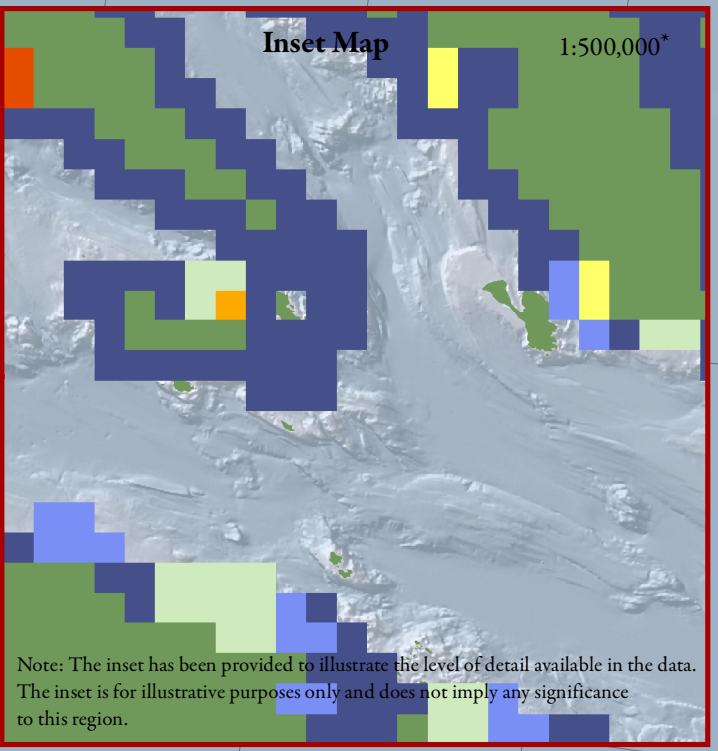 Inset Map
1:500,000*
Note: The inset has been provided to illustrate the level of detail available in the data.
The inset is for illustrative purposes only and does not imply any significance
to this region.